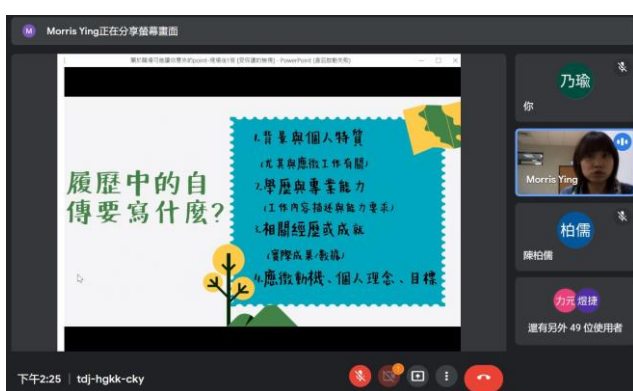 M Morris Ying正在分享螢幕畫面
履歷中的自
傳要寫什麼?
1.背景與個人特質
(尤其與應徵工作有關)
2.學歷與專業能力
(工作內容描述與能力要求)
3.相關經歷或成就
(實際成果/數據)
4.應徵動機、個人理念、目標
乃瑜
你
Morris Ying
柏儒
陳柏儒
力元 燈捷
還有另外 49 位使用者
下午2:25 | tdj-hgkk-cky